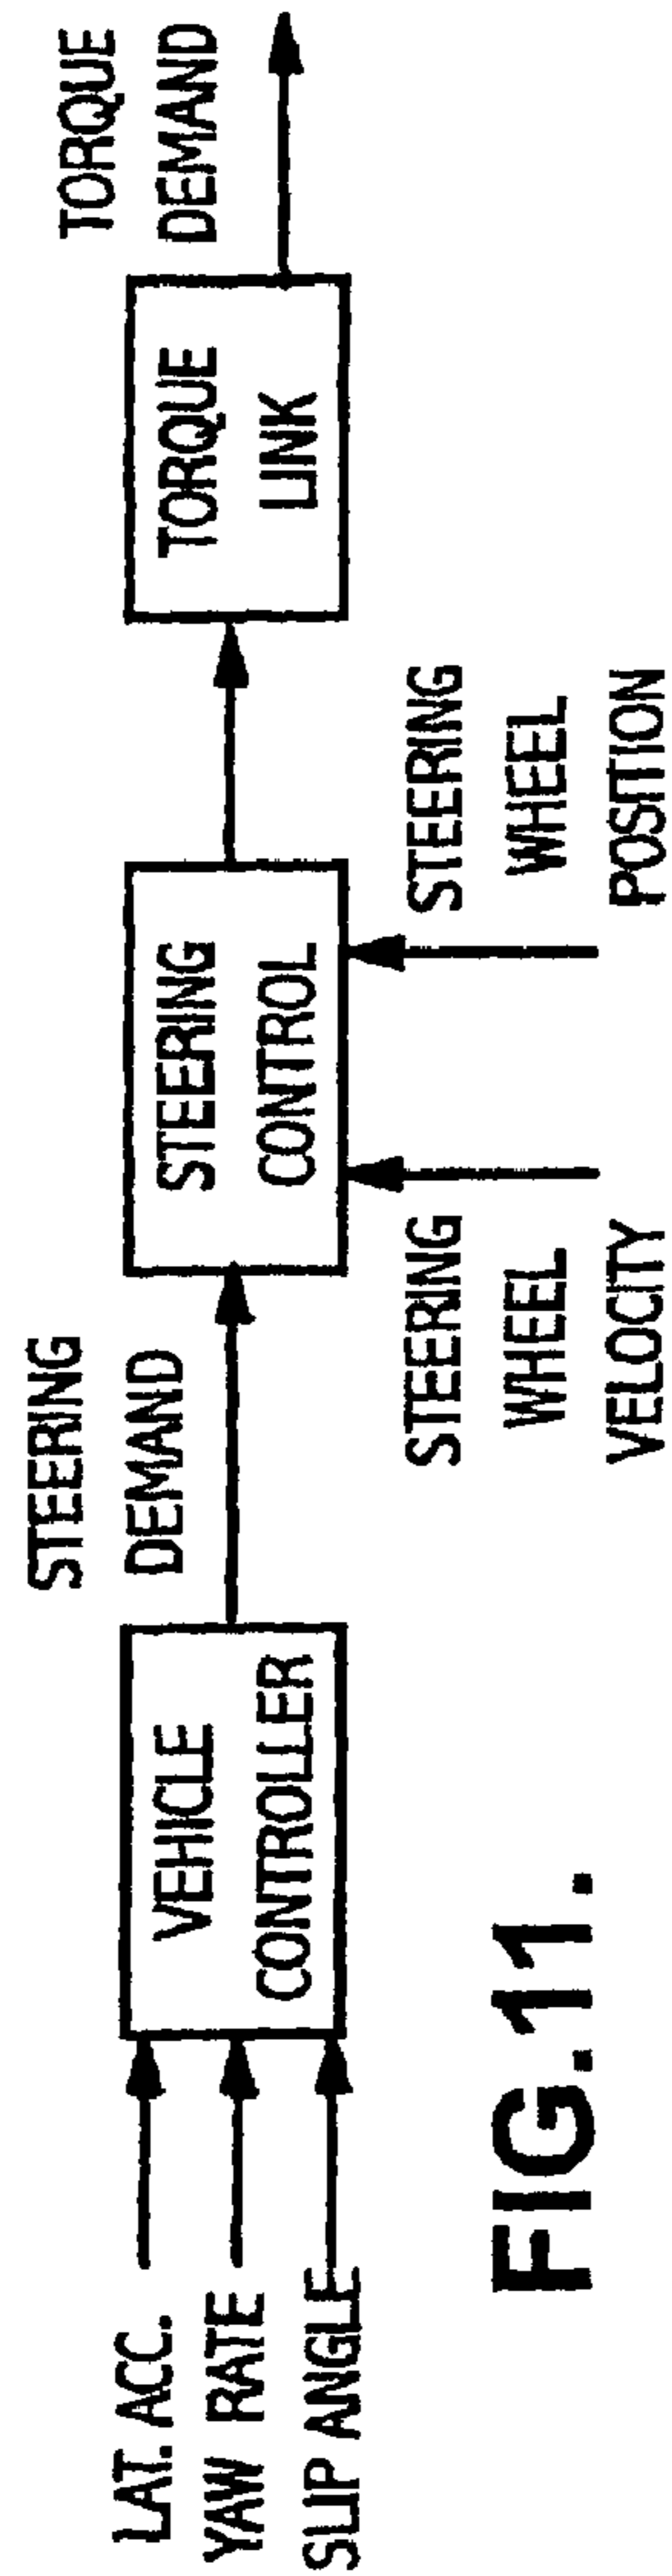 LAT. ACC.
YAW RATE
SLIP ANGLE
VEHICLE
CONTROLLER
STEERING
DEMAND
STEERING
CONTROL
STEERING
WHEEL
VELOCITY
STEERING
WHEEL
POSITION
TORQUE
LINK
TORQUE
DEMAND
FIG.11.